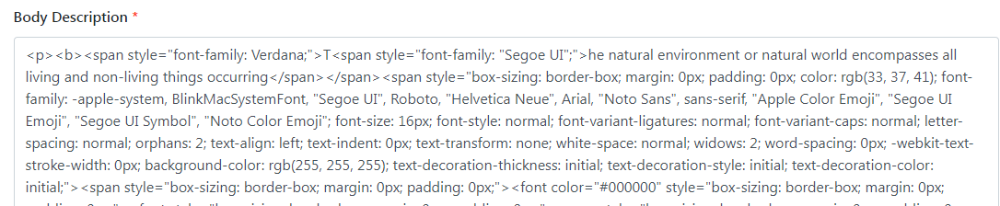 Body Description *
<p><b><span style="font-family: Verdana;">T<span style="font-family: "Segoe UI";">he natural environment or natural world encompasses all
living and non-living things occurring</span></span><span style="box-sizing: border-box; margin: 0px; padding: 0px; color: rgb(33, 37, 41); font-
family: -apple-system, BlinkMacSystemFont, "Segoe UI", Roboto, "Helvetica Neue", Arial, "Noto Sans", sans-serif, "Apple Color Emoji", "Segoe UI
Emoji", "Segoe UI Symbol", "Noto Color Emoji"; font-size: 16px; font-style: normal; font-variant-ligatures: normal; font-variant-caps: normal; letter-
spacing: normal; orphans: 2; text-align: left; text-indent: 0px; text-transform: none; white-space: normal; widows: 2; word-spacing: 0px; -webkit-text-
stroke-width: 0px; background-color: rgb(255, 255, 255); text-decoration-thickness: initial; text-decoration-style: initial; text-decoration-color:
initial;"><span style="box-sizing: border-box; margin: 0px; padding: 0px;"><font color="#000000" style="box-sizing: border-box; margin: 0px;